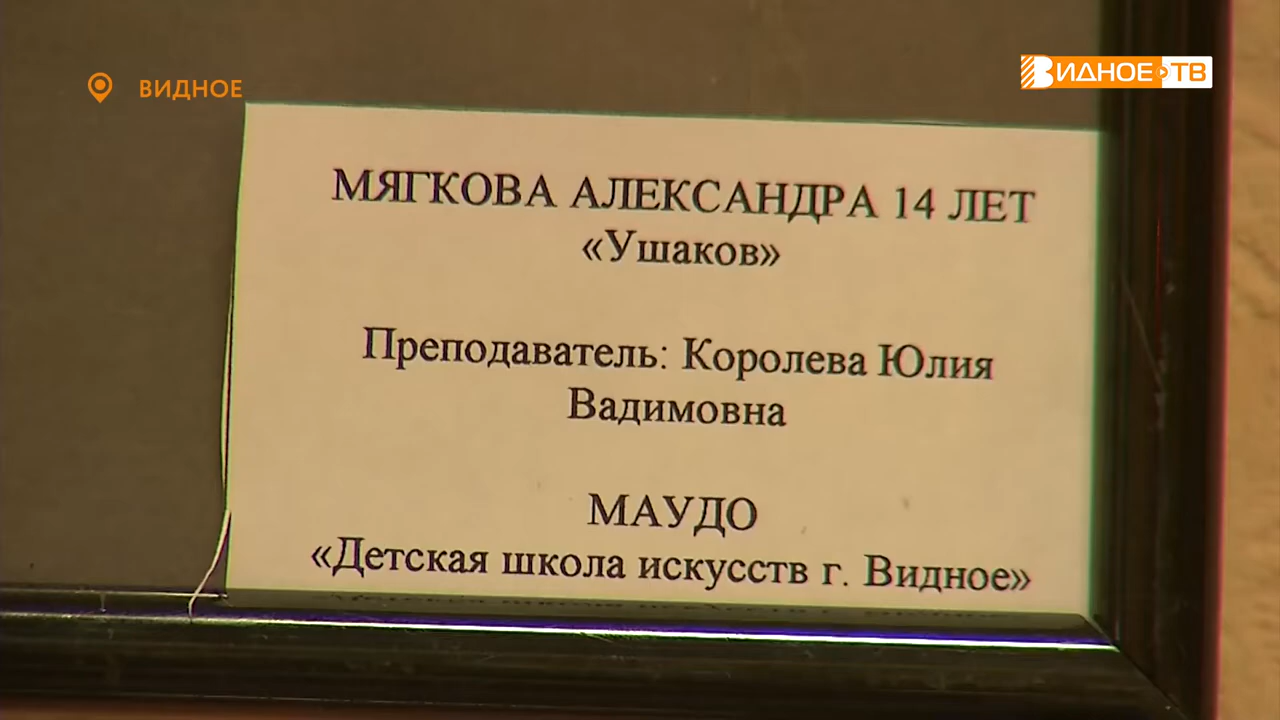 ВИДНОЕ
ВИДНОЕ ТВ
МЯГКОВА АЛЕКСАНДРА 14 ЛЕТ
«Ушаков»
Преподаватель: Королева Юлия
Вадимовна
МАУДО
«Детская школа искусств г. Видное»